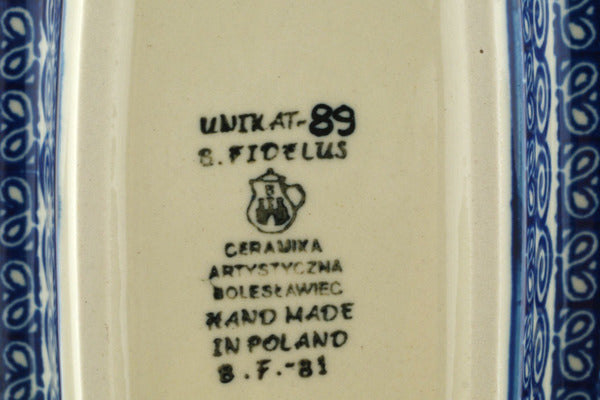 UNIKAT-89
B. FIDELUS
B
CERAMIKA
ARTYSTYCZNA
BOLESŁAWIEC
HAND MADE
IN POLAND
B.F.-81